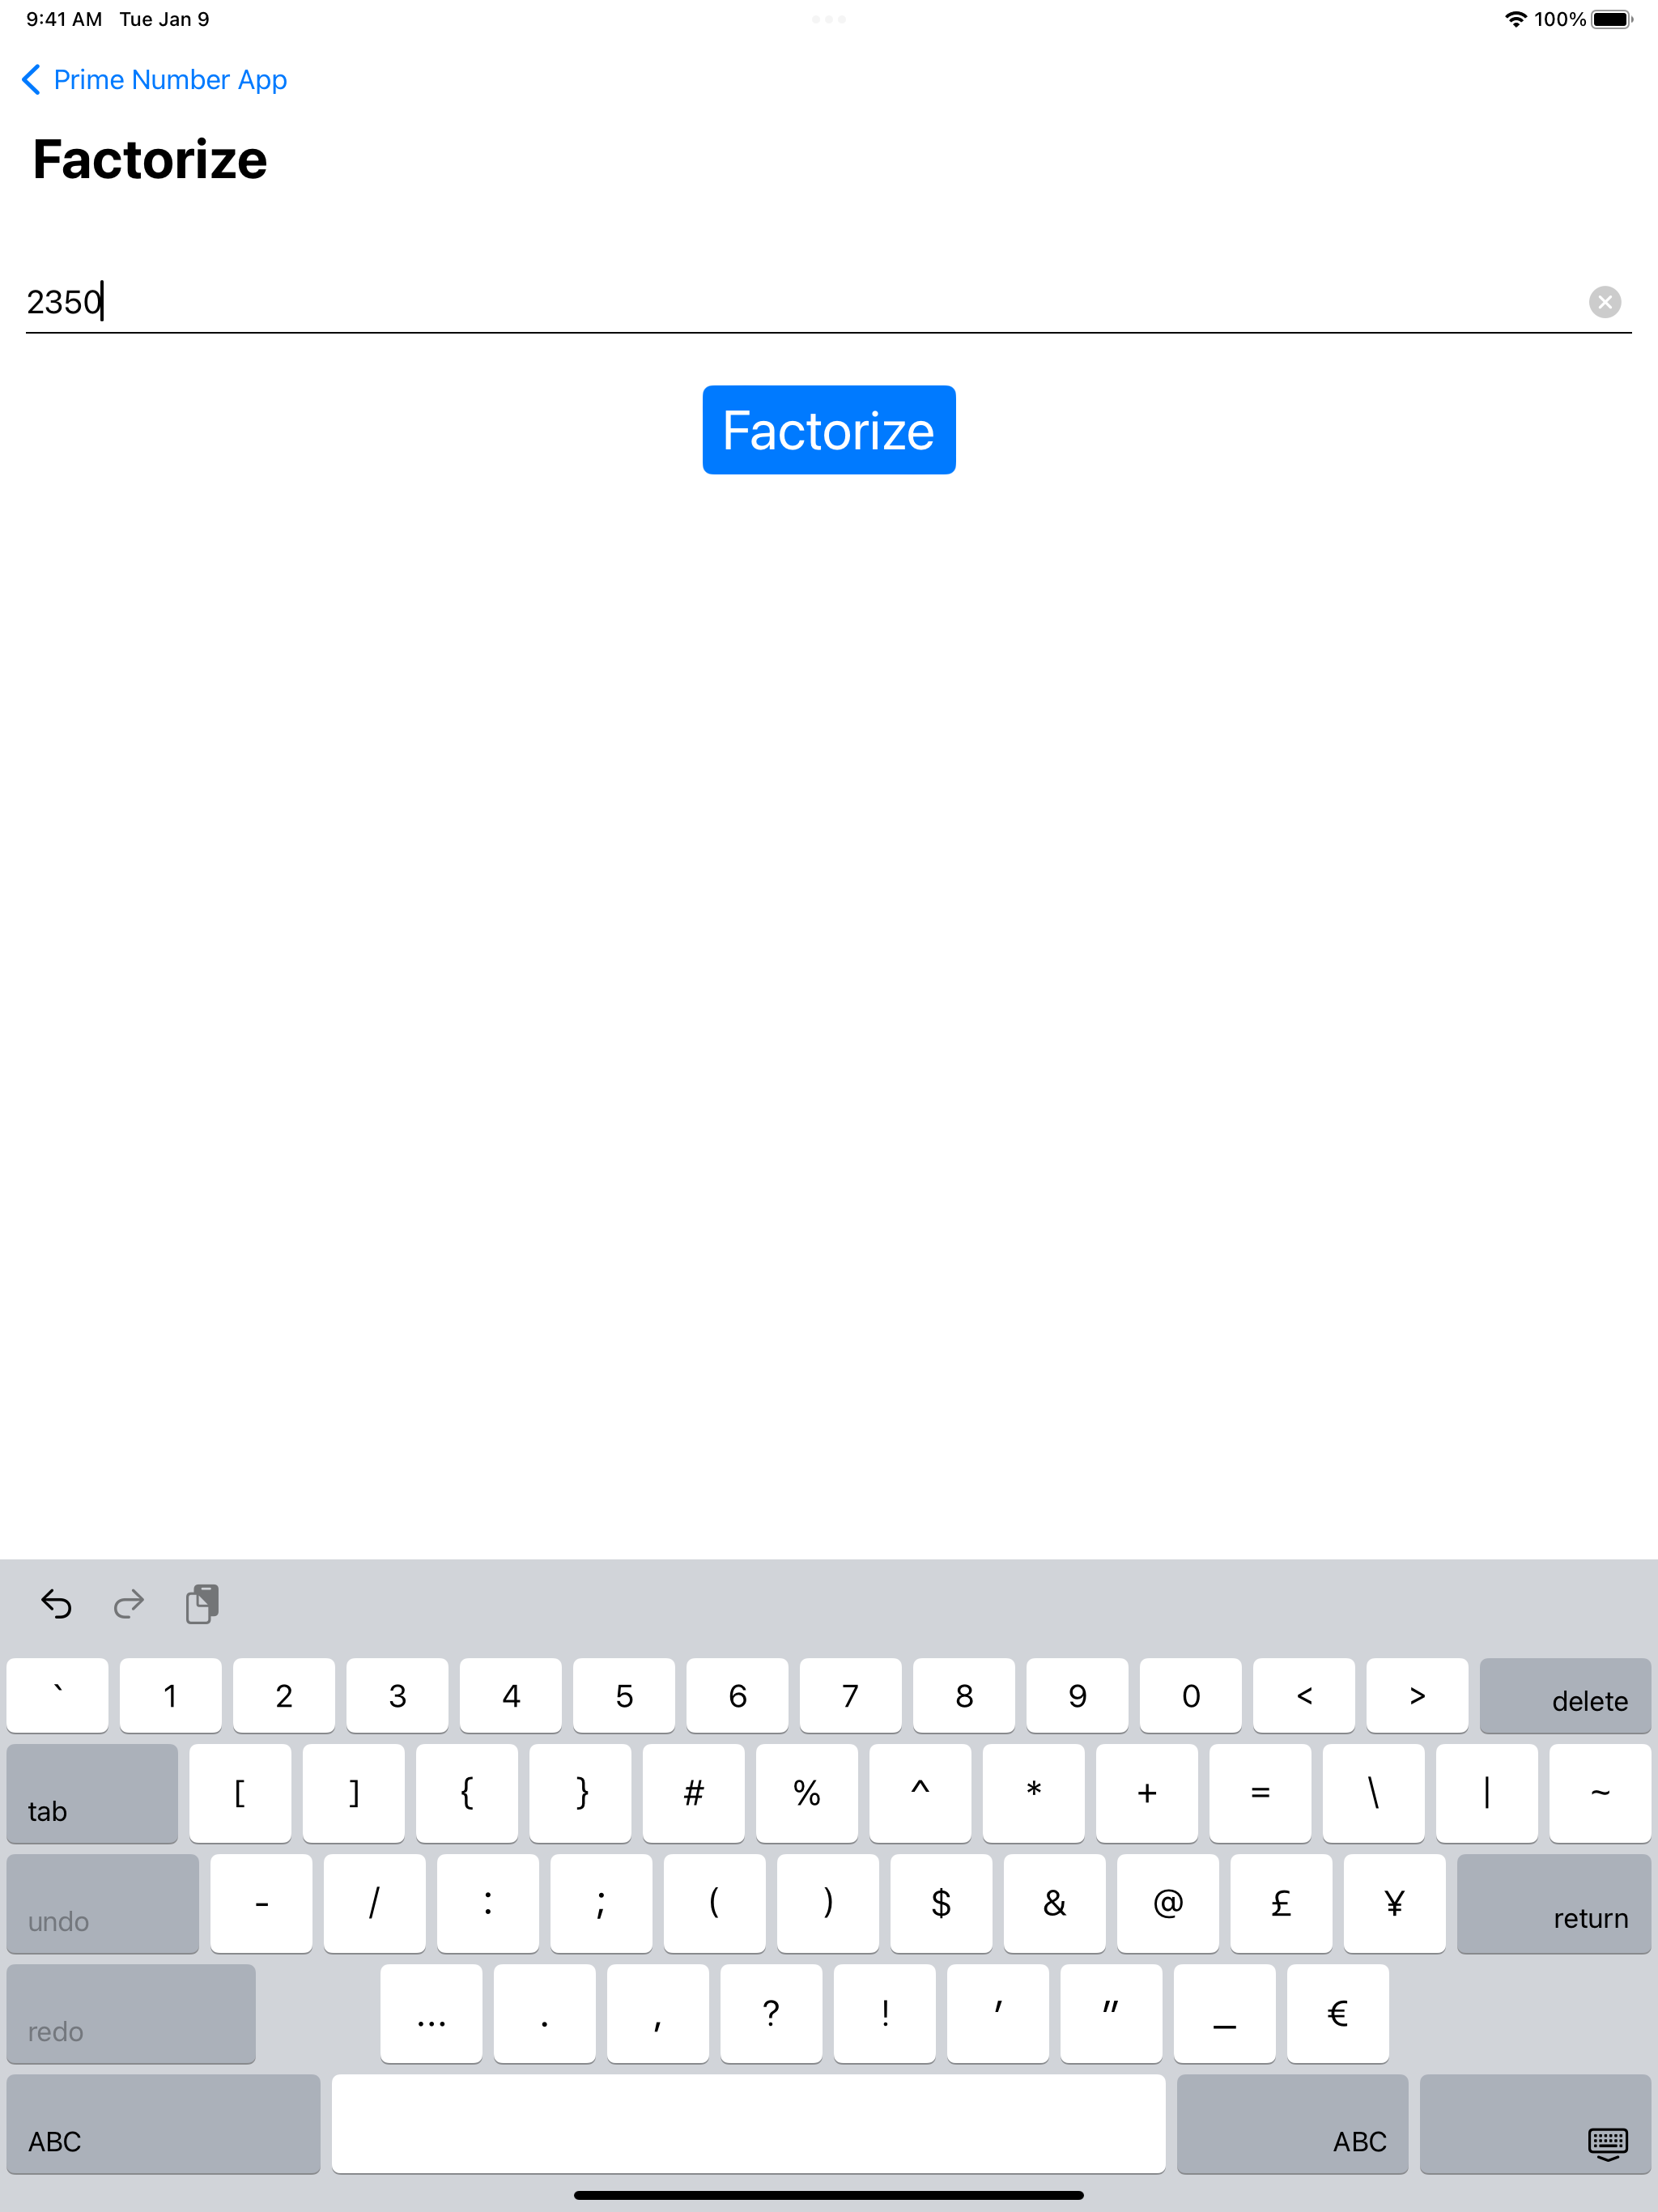 9:41 AM Tue Jan 9 100%
Prime Number App
Factorize
2350
Factorize
` 1 2 3 4 5 6 7 8 9 0 < > delete
tab [ ] { } # % ^ * + = \ | ~
undo - / : ; ( ) $ & @ £ ¥ return
redo … . , ? ! ' " _ €
ABC ABC